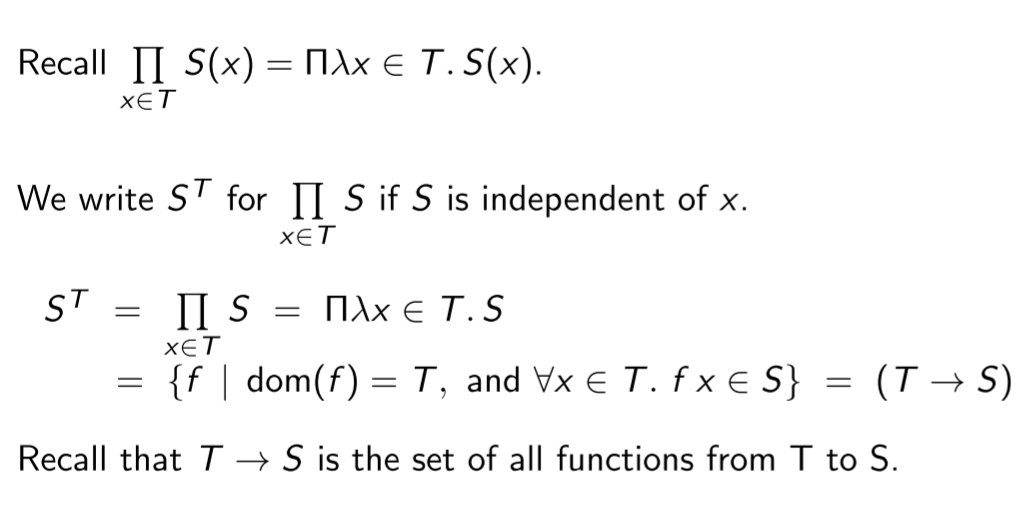 Recall ∏ S(x) = Πλx ∈ T. S(x).
x∈T
We write S^T for ∏ S if S is independent of x.
x∈T
S^T = ∏ S = Πλx ∈ T. S
x∈T
= {f | dom(f) = T, and ∀x ∈ T. f x ∈ S} = (T → S)
Recall that T → S is the set of all functions from T to S.